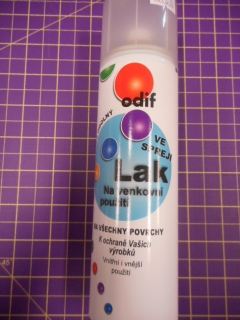 odif
VE
SPREJI
Lak
Na venkovní
použití
NA VŠECHNY POVRCHY
K ochraně Vašich
výrobků
Vnitřní i vnější
použití